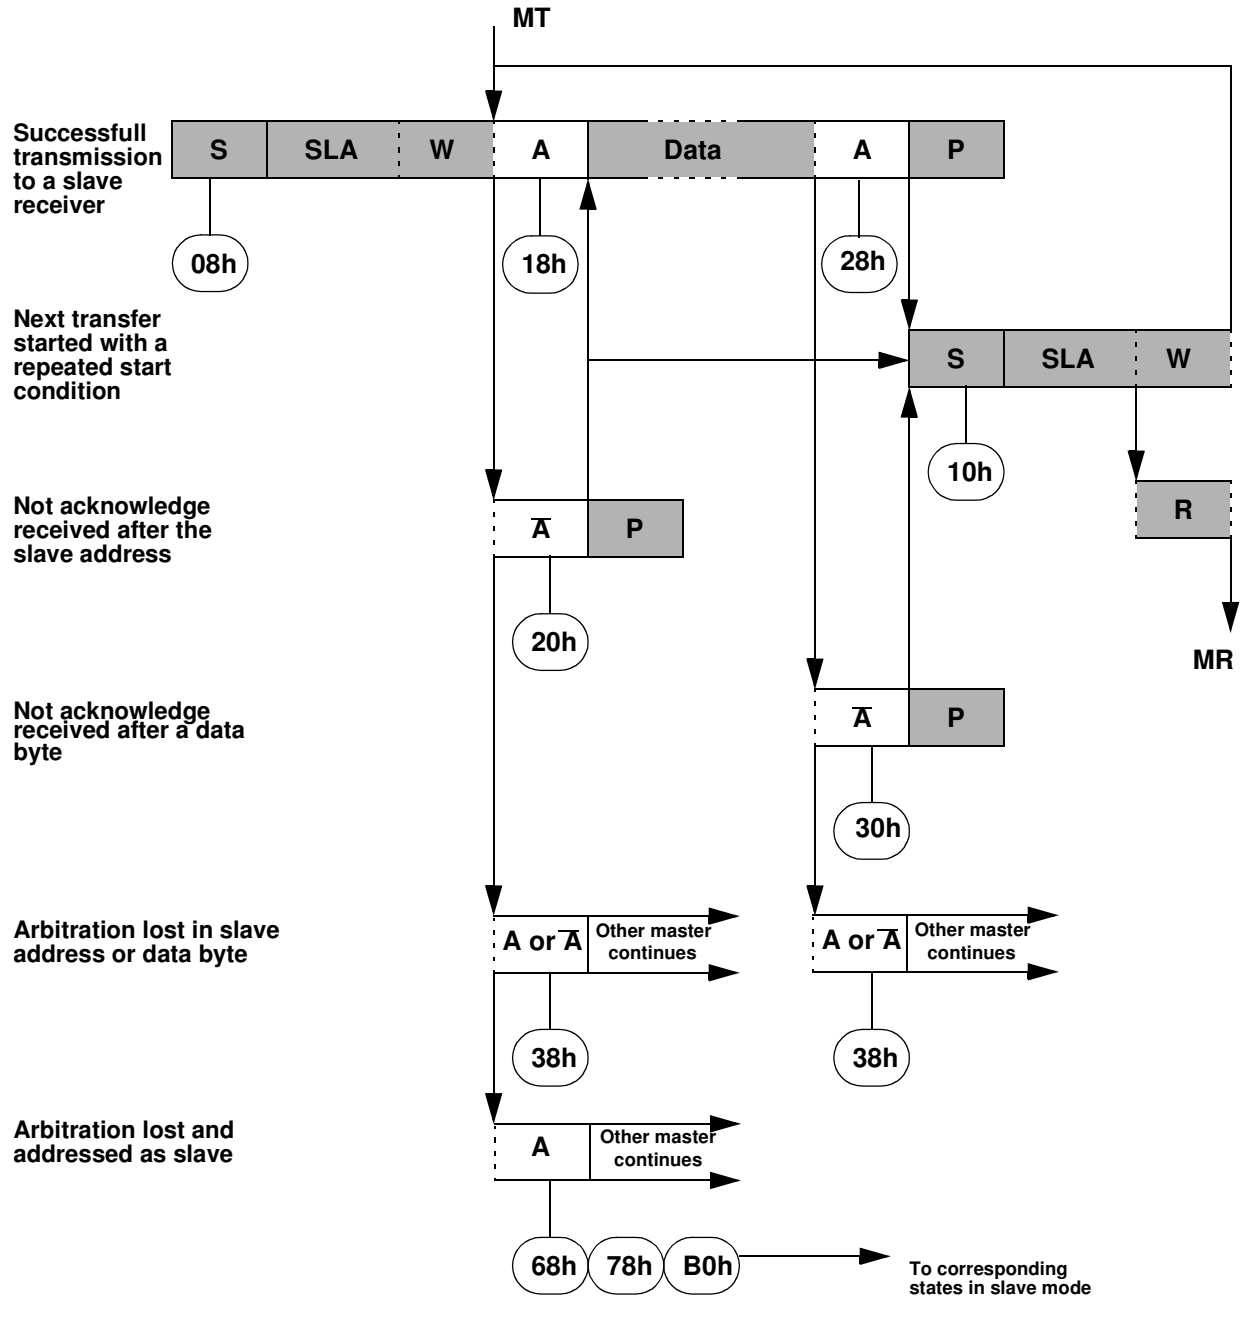 MT
Successfull
transmission
to a slave
receiver
S
SLA
W
A
Data
A
P
08h
18h
28h
Next transfer
started with a
repeated start
condition
S
SLA
W
10h
Not acknowledge
received after the
slave address
A̅
P
R
20h
MR
Not acknowledge
received after a data
byte
A̅
P
30h
Arbitration lost in slave
address or data byte
A or A̅
Other master
continues
A or A̅
Other master
continues
38h
38h
Arbitration lost and
addressed as slave
A
Other master
continues
68h
78h
B0h
To corresponding
states in slave mode